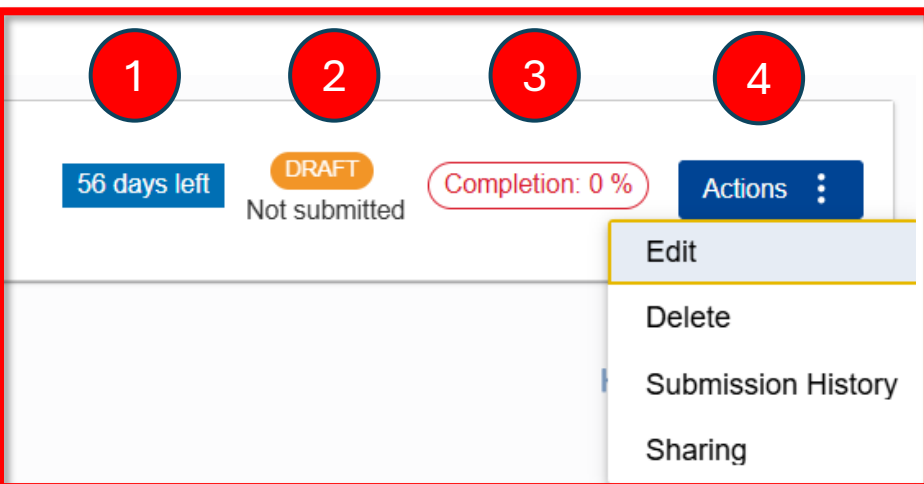 1 2 3 4
56 days left
DRAFT
Not submitted
Completion: 0 %
Actions
Edit
Delete
Submission History
Sharing